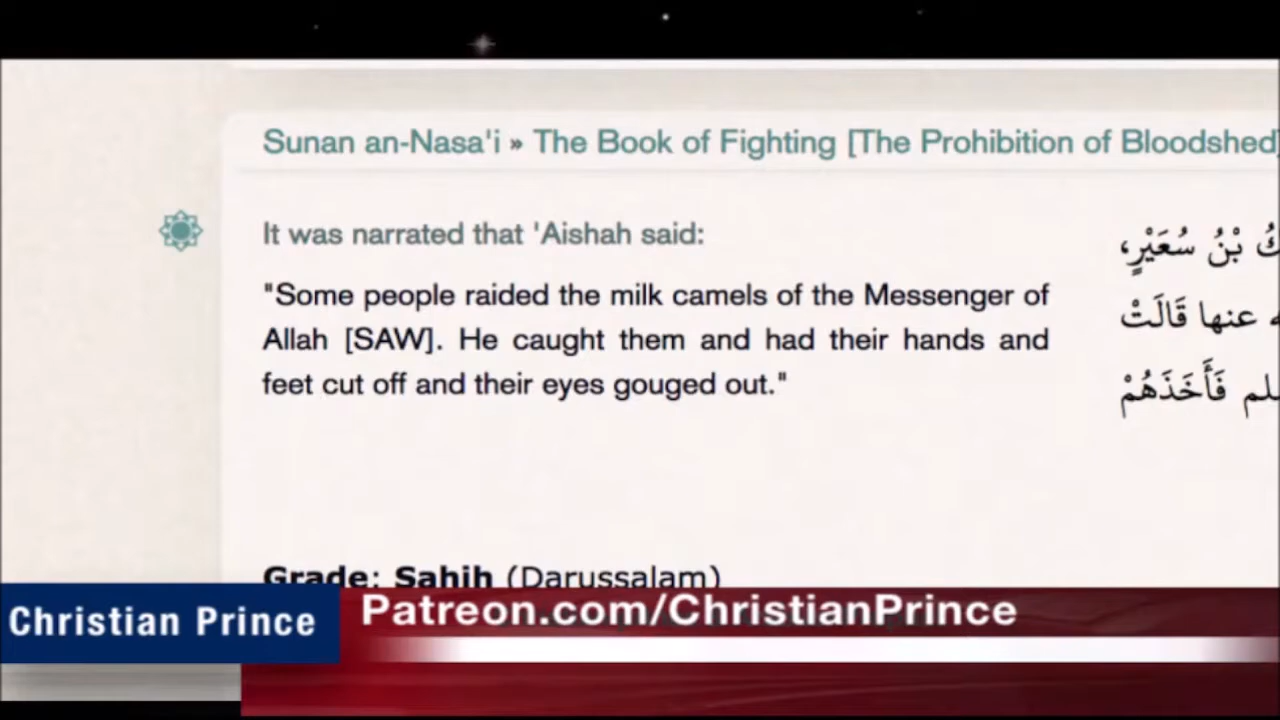 Sunan an-Nasa'i » The Book of Fighting [The Prohibition of Bloodshed]
It was narrated that 'Aishah said:
"Some people raided the milk camels of the Messenger of
Allah [SAW]. He caught them and had their hands and
feet cut off and their eyes gouged out."
بْنُ سُعَيْرٍ،
عنها قَالَتْ
فَأَخَذَهُمْ
Grade: Sahih (Darussalam)
Christian Prince
Patreon.com/ChristianPrince